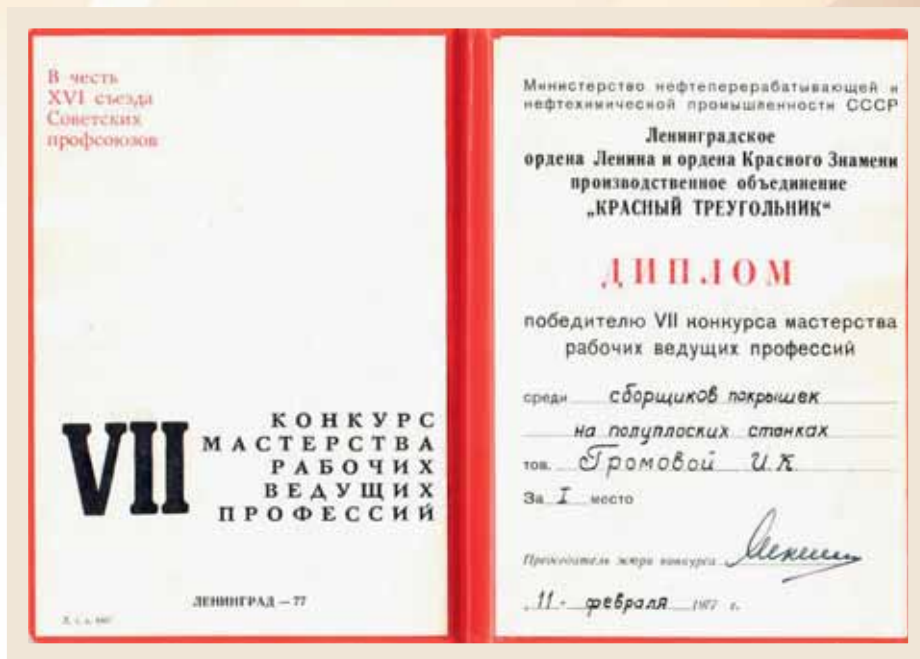 В честь
XVI съезда
Советских
профсоюзов
VII
КОНКУРС
МАСТЕРСТВА
РАБОЧИХ
ВЕДУЩИХ
ПРОФЕССИЙ
ЛЕНИНГРАД — 77
Министерство нефтеперерабатывающей и
нефтехимической промышленности СССР
Ленинградское
ордена Ленина и ордена Красного Знамени
производственное объединение
„КРАСНЫЙ ТРЕУГОЛЬНИК“
ДИПЛОМ
победителю VII конкурса мастерства
рабочих ведущих профессий
среди сборщиков покрышек
на полуплоских станках
тов. Громовой И.К
За I место
Председатель жюри конкурса
„11- февраля 1977 г.